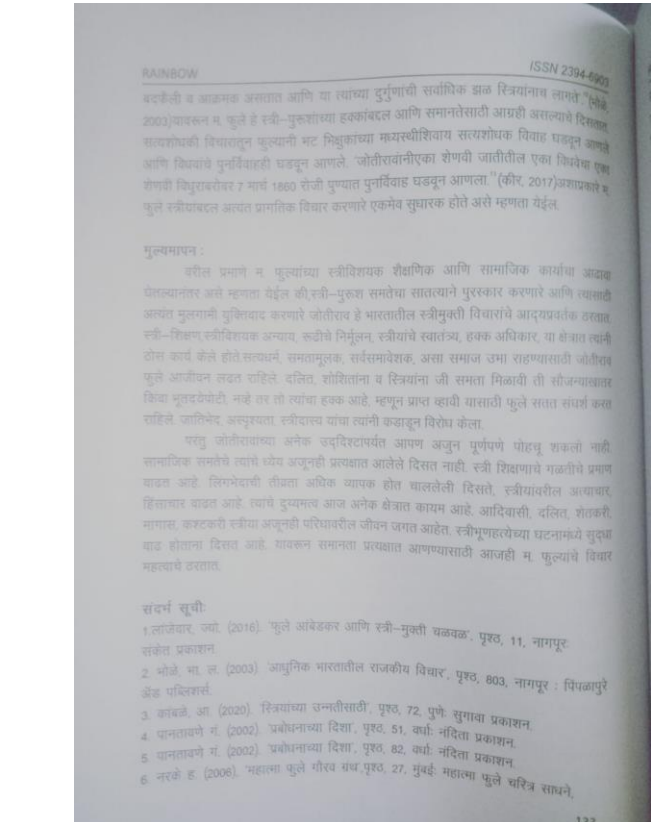 RAINBOW
ISSN 2394-6903
बदफैली व आक्रमक असतात आणि या त्यांच्या दुर्गुणांची सर्वाधिक झळ स्त्रियांनाच लागते."(भोळे,
2003)यावरून म. फुले हे स्त्री-पुरूशाच्या हक्कांबद्दल आणि समानतेसाठी आग्रही असल्याचे दिसतात.
सत्यशोधकी विचारातून फुल्यानी भट भिक्षुकांच्या मध्यस्थीशिवाय सत्यशोधक विवाह घडवून आणले
आणि विधवांचे पुनर्विवाहही घडवून आणले. 'जोतीरावांनीएका शेणवी जातीतील एका विधवेचा एका
शेणवी विधुराबरोबर 7 मार्च 1860 रोजी पुण्यात पुनर्विवाह घडवून आणला." (कीर, 2017)अशाप्रकारे म.
फुले स्त्रीयांबद्दल अत्यंत प्रागतिक विचार करणारे एकमेव सुधारक होते असे म्हणता येईल.
मुल्यमापन :
वरील प्रमाणे म. फुल्यांच्या स्त्रीविशयक शैक्षणिक आणि सामाजिक कार्याचा आढावा
घेतल्यानंतर असे म्हणता येईल की,स्त्री-पुरूश समतेचा सातत्याने पुरस्कार करणारे आणि त्यासाठी
अत्यंत मुलगामी युक्तिवाद करणारे जोतीराव हे भारतातील स्त्रीमुक्ती विचारांचे आद्यप्रवर्तक ठरतात.
स्त्री-शिक्षण,स्त्रीविशयक अन्याय, रूढीचे निर्मूलन, स्त्रीयांचे स्वातंत्र्य, हक्क अधिकार, या क्षेत्रात त्यांनी
ठोस कार्य केले होते.सत्यधर्म, समतामूलक, सर्वसमावेशक, असा समाज उभा राहण्यासाठी जोतीराव
फुले आजीवन लढत राहिले. दलित, शोशितांना व स्त्रियांना जी समता मिळावी ती सौजन्याखातर
किंवा भूतदयेपोटी, नव्हे तर तो त्यांचा हक्क आहे, म्हणून प्राप्त व्हावी यासाठी फुले सतत संघर्श करत
राहिले. जातिभेद, अस्पृश्यता, स्त्रीदास्य यांचा त्यांनी कडाडून विरोध केला.
परंतु जोतीरावांच्या अनेक उद्दिश्टापर्यत आपण अजुन पूर्णपणे पोहचू शकलो नाही.
सामाजिक समतेचे त्यांचे ध्येय अजूनही प्रत्यक्षात आलेले दिसत नाही. स्त्री शिक्षणाचे गळतीचे प्रमाण
वाढत आहे. लिंगभेदाची तीव्रता अधिक व्यापक होत चाललेली दिसते, स्त्रीयांवरील अत्याचार,
हिंसाचार वाढत आहे. त्यांचे दुय्यमत्व आज अनेक क्षेत्रात कायम आहे. आदिवासी, दलित, शेतकरी,
मागास, कश्टकरी स्त्रीया अजूनही परिघावरील जीवन जगत आहेत. स्त्रीभूणहत्येच्या घटनामध्ये सुद्धा
वाढ होताना दिसत आहे. यावरून समानता प्रत्यक्षात आणण्यासाठी आजही म. फुल्यांचे विचार
महत्वाचे ठरतात.
संदर्भ सूचीः
1.लांजेवार, ज्यो. (2016). 'फुले आंबेडकर आणि स्त्री-मुक्ती चळवळ', पृश्ठ, 11, नागपूरः
संकेत प्रकाशन.
2. भोळे, भा. ल. (2003) 'आधुनिक भारतातील राजकीय विचार', पृश्ठ, 803, नागपूर : पिंपळापूरे
ॲंड पब्लिशर्स.
3. कांबळे, आ. (2020). 'स्त्रियांच्या उन्नतीसाठी', पृश्ठ, 72, पुणेः सुगावा प्रकाशन.
4. पानतावणे गं. (2002). 'प्रबोधनाच्या दिशा', पृश्ठ, 51, वर्धाः नंदिता प्रकाशन.
5. पानतावणे गं. (2002). 'प्रबोधनाच्या दिशा', पृश्ठ, 82, वर्धाः नंदिता प्रकाशन.
6. नरके ह. (2006). 'महात्मा फुले गौरव ग्रंथ',पृश्ठ, 27, मुंबईः महात्मा फुले चरित्र साधने,